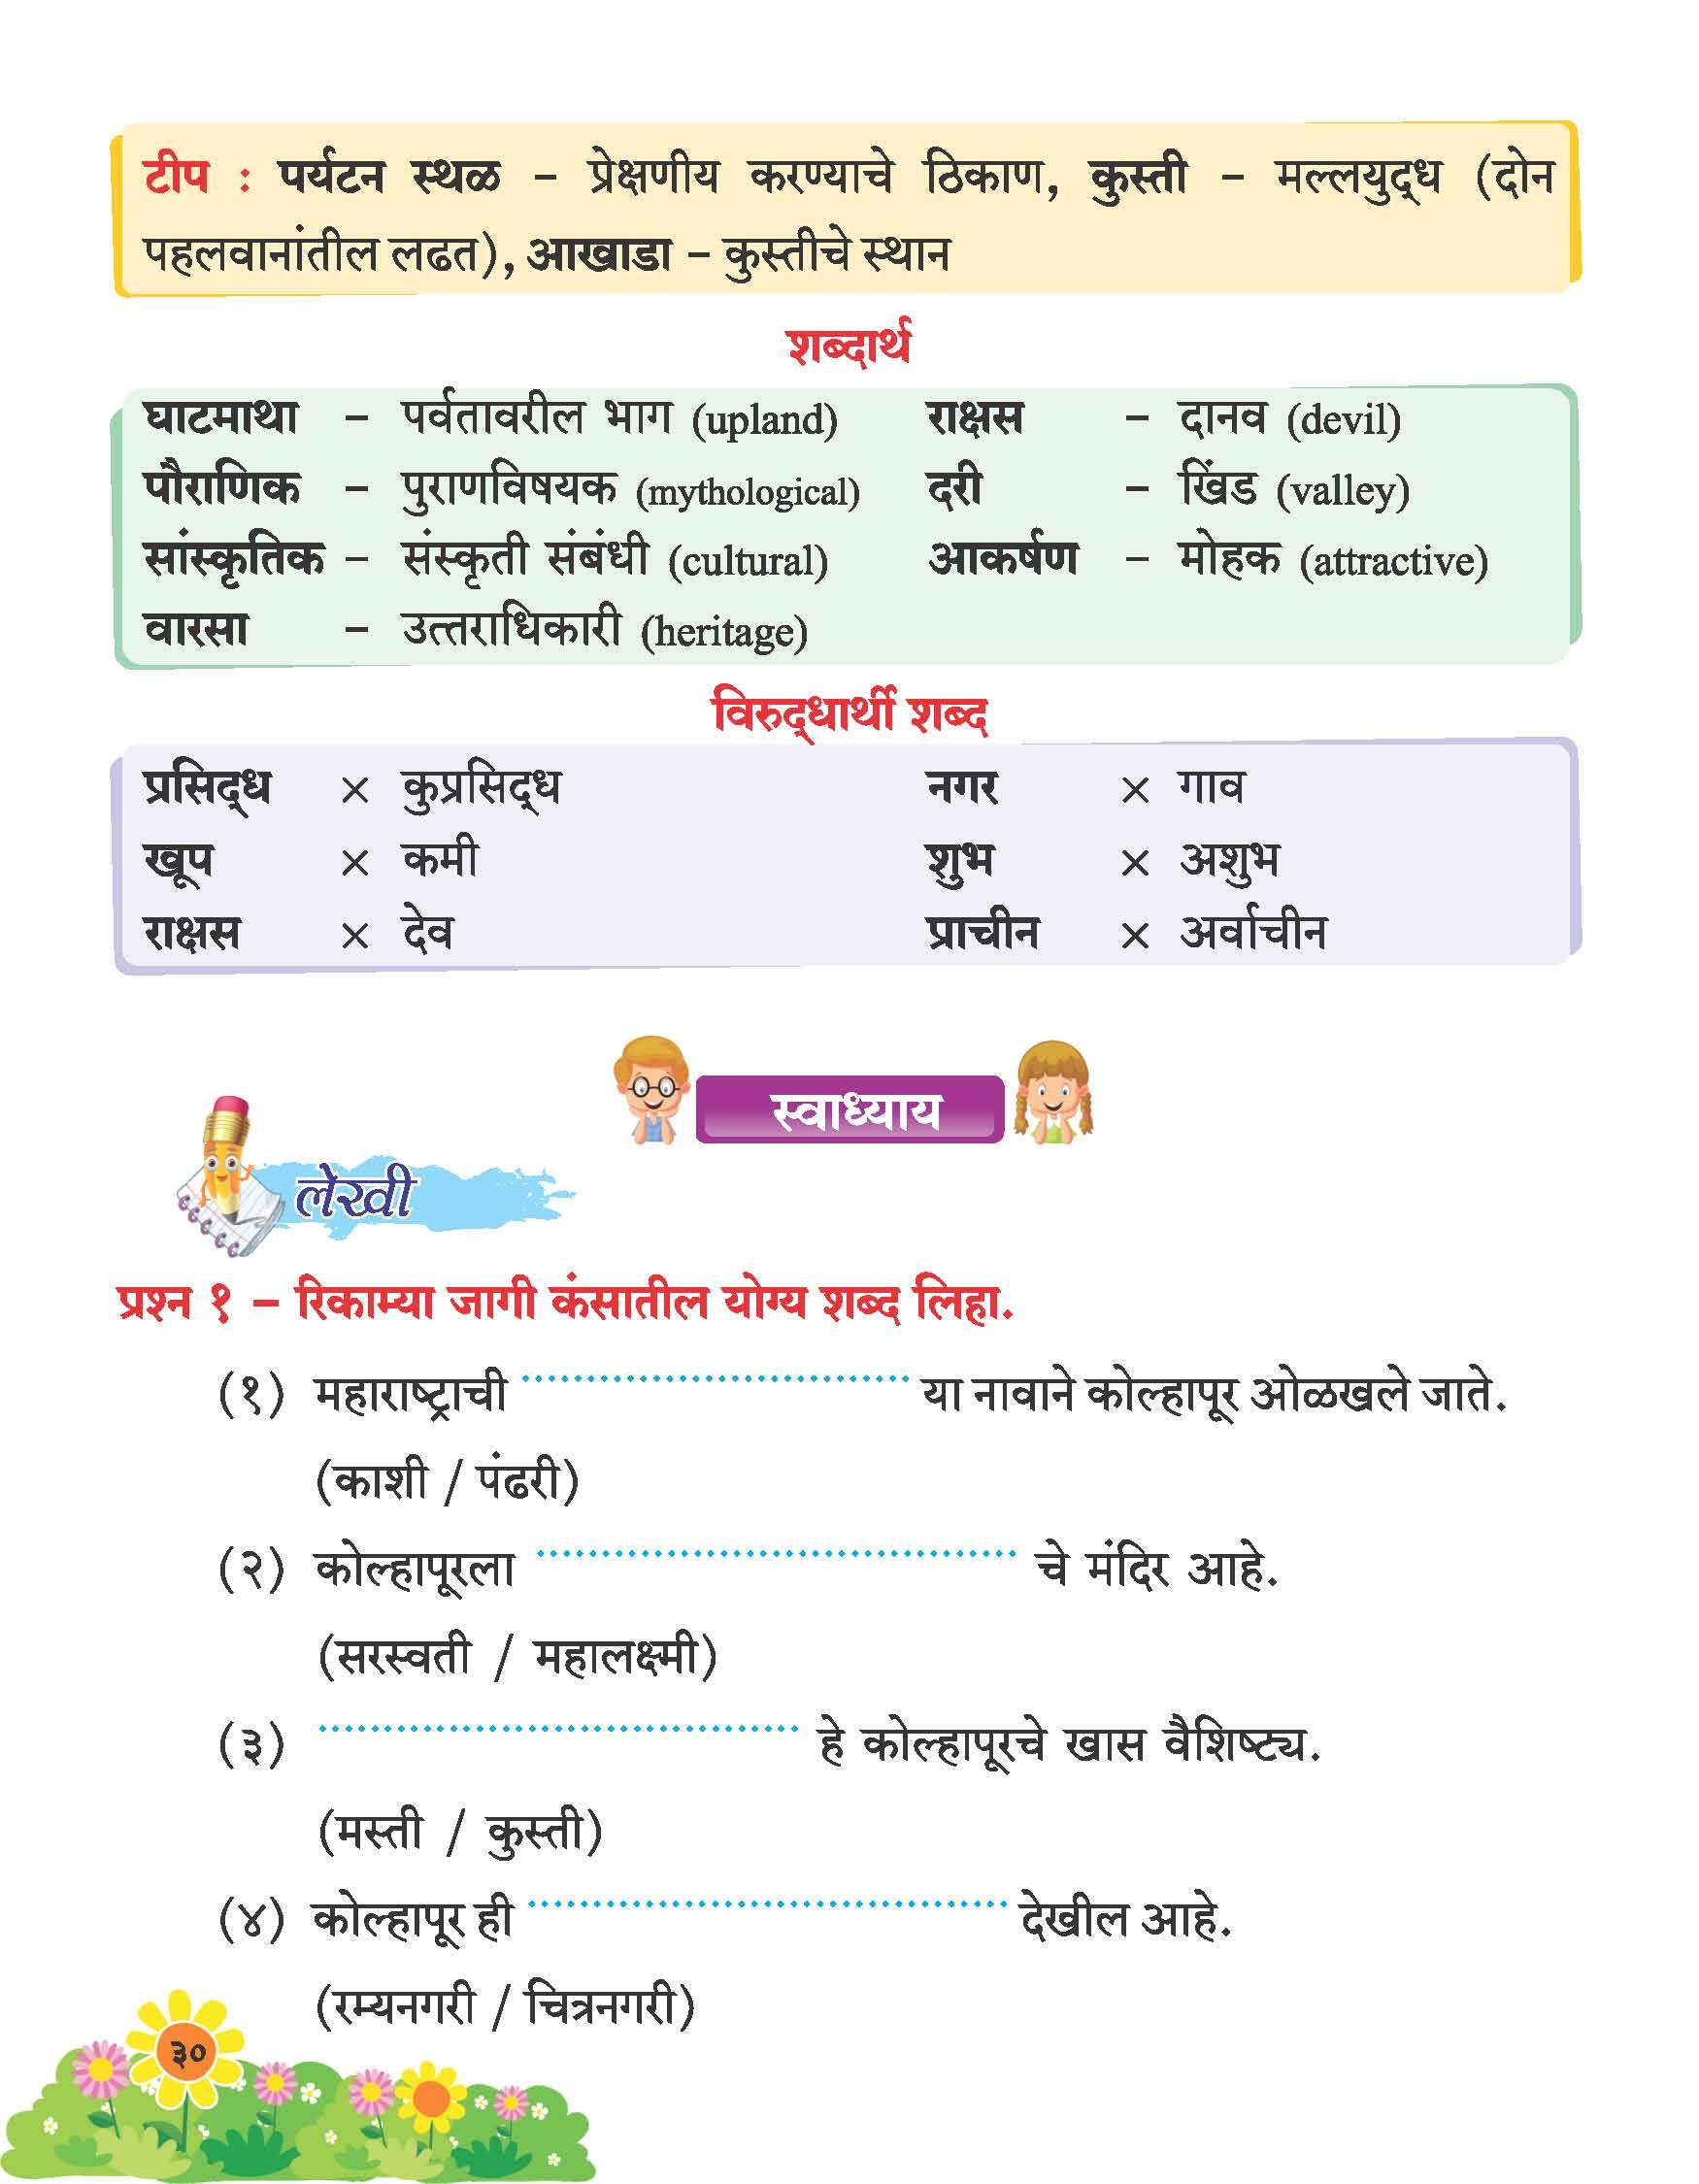 टीप : पर्यटन स्थळ – प्रेक्षणीय करण्याचे ठिकाण, कुस्ती – मल्लयुद्ध (दोन
पहलवानांतील लढत), आखाडा – कुस्तीचे स्थान
शब्दार्थ
घाटमाथा – पर्वतावरील भाग (upland) राक्षस – दानव (devil)
पौराणिक – पुराणविषयक (mythological) दरी – खिंड (valley)
सांस्कृतिक – संस्कृती संबंधी (cultural) आकर्षण – मोहक (attractive)
वारसा – उत्तराधिकारी (heritage)
विरुद्धार्थी शब्द
प्रसिद्ध × कुप्रसिद्ध नगर × गाव
खूप × कमी शुभ × अशुभ
राक्षस × देव प्राचीन × अर्वाचीन
स्वाध्याय
लेखी
प्रश्न १ – रिकाम्या जागी कंसातील योग्य शब्द लिहा.
(१) महाराष्ट्राची .............................. या नावाने कोल्हापूर ओळखले जाते.
(काशी / पंढरी)
(२) कोल्हापूरला ..................................... चे मंदिर आहे.
(सरस्वती / महालक्ष्मी)
(३) ..................................... हे कोल्हापूरचे खास वैशिष्ट्य.
(मस्ती / कुस्ती)
(४) कोल्हापूर ही ..................................... देखील आहे.
(रम्यनगरी / चित्रनगरी)
३०